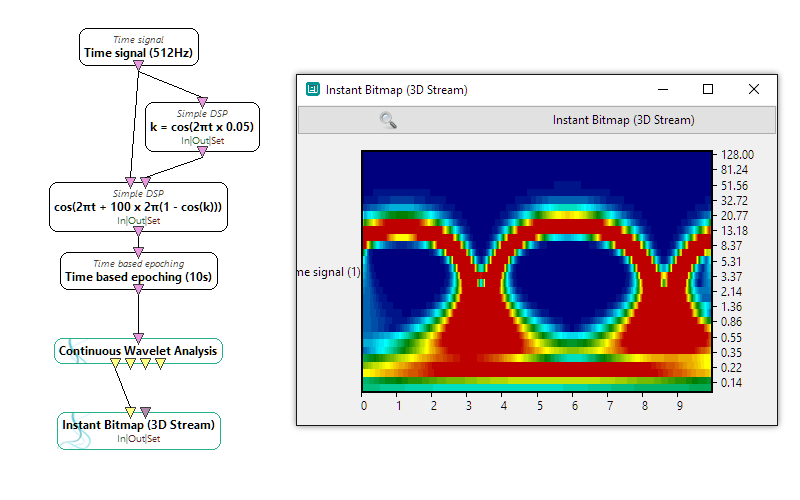 Time signal
Time signal (512Hz)
Simple DSP
k = cos(2πt x 0.05)
In|Out|Set
Simple DSP
cos(2πt + 100 x 2π(1 - cos(k)))
In|Out|Set
Time based epoching
Time based epoching (10s)
Continuous Wavelet Analysis
Instant Bitmap (3D Stream)
In|Out|Set
Instant Bitmap (3D Stream)
Instant Bitmap (3D Stream)
me signal (1)
128.00
81.24
51.56
32.72
20.77
13.18
8.37
5.31
3.37
2.14
1.36
0.86
0.55
0.35
0.22
0.14
0 1 2 3 4 5 6 7 8 9